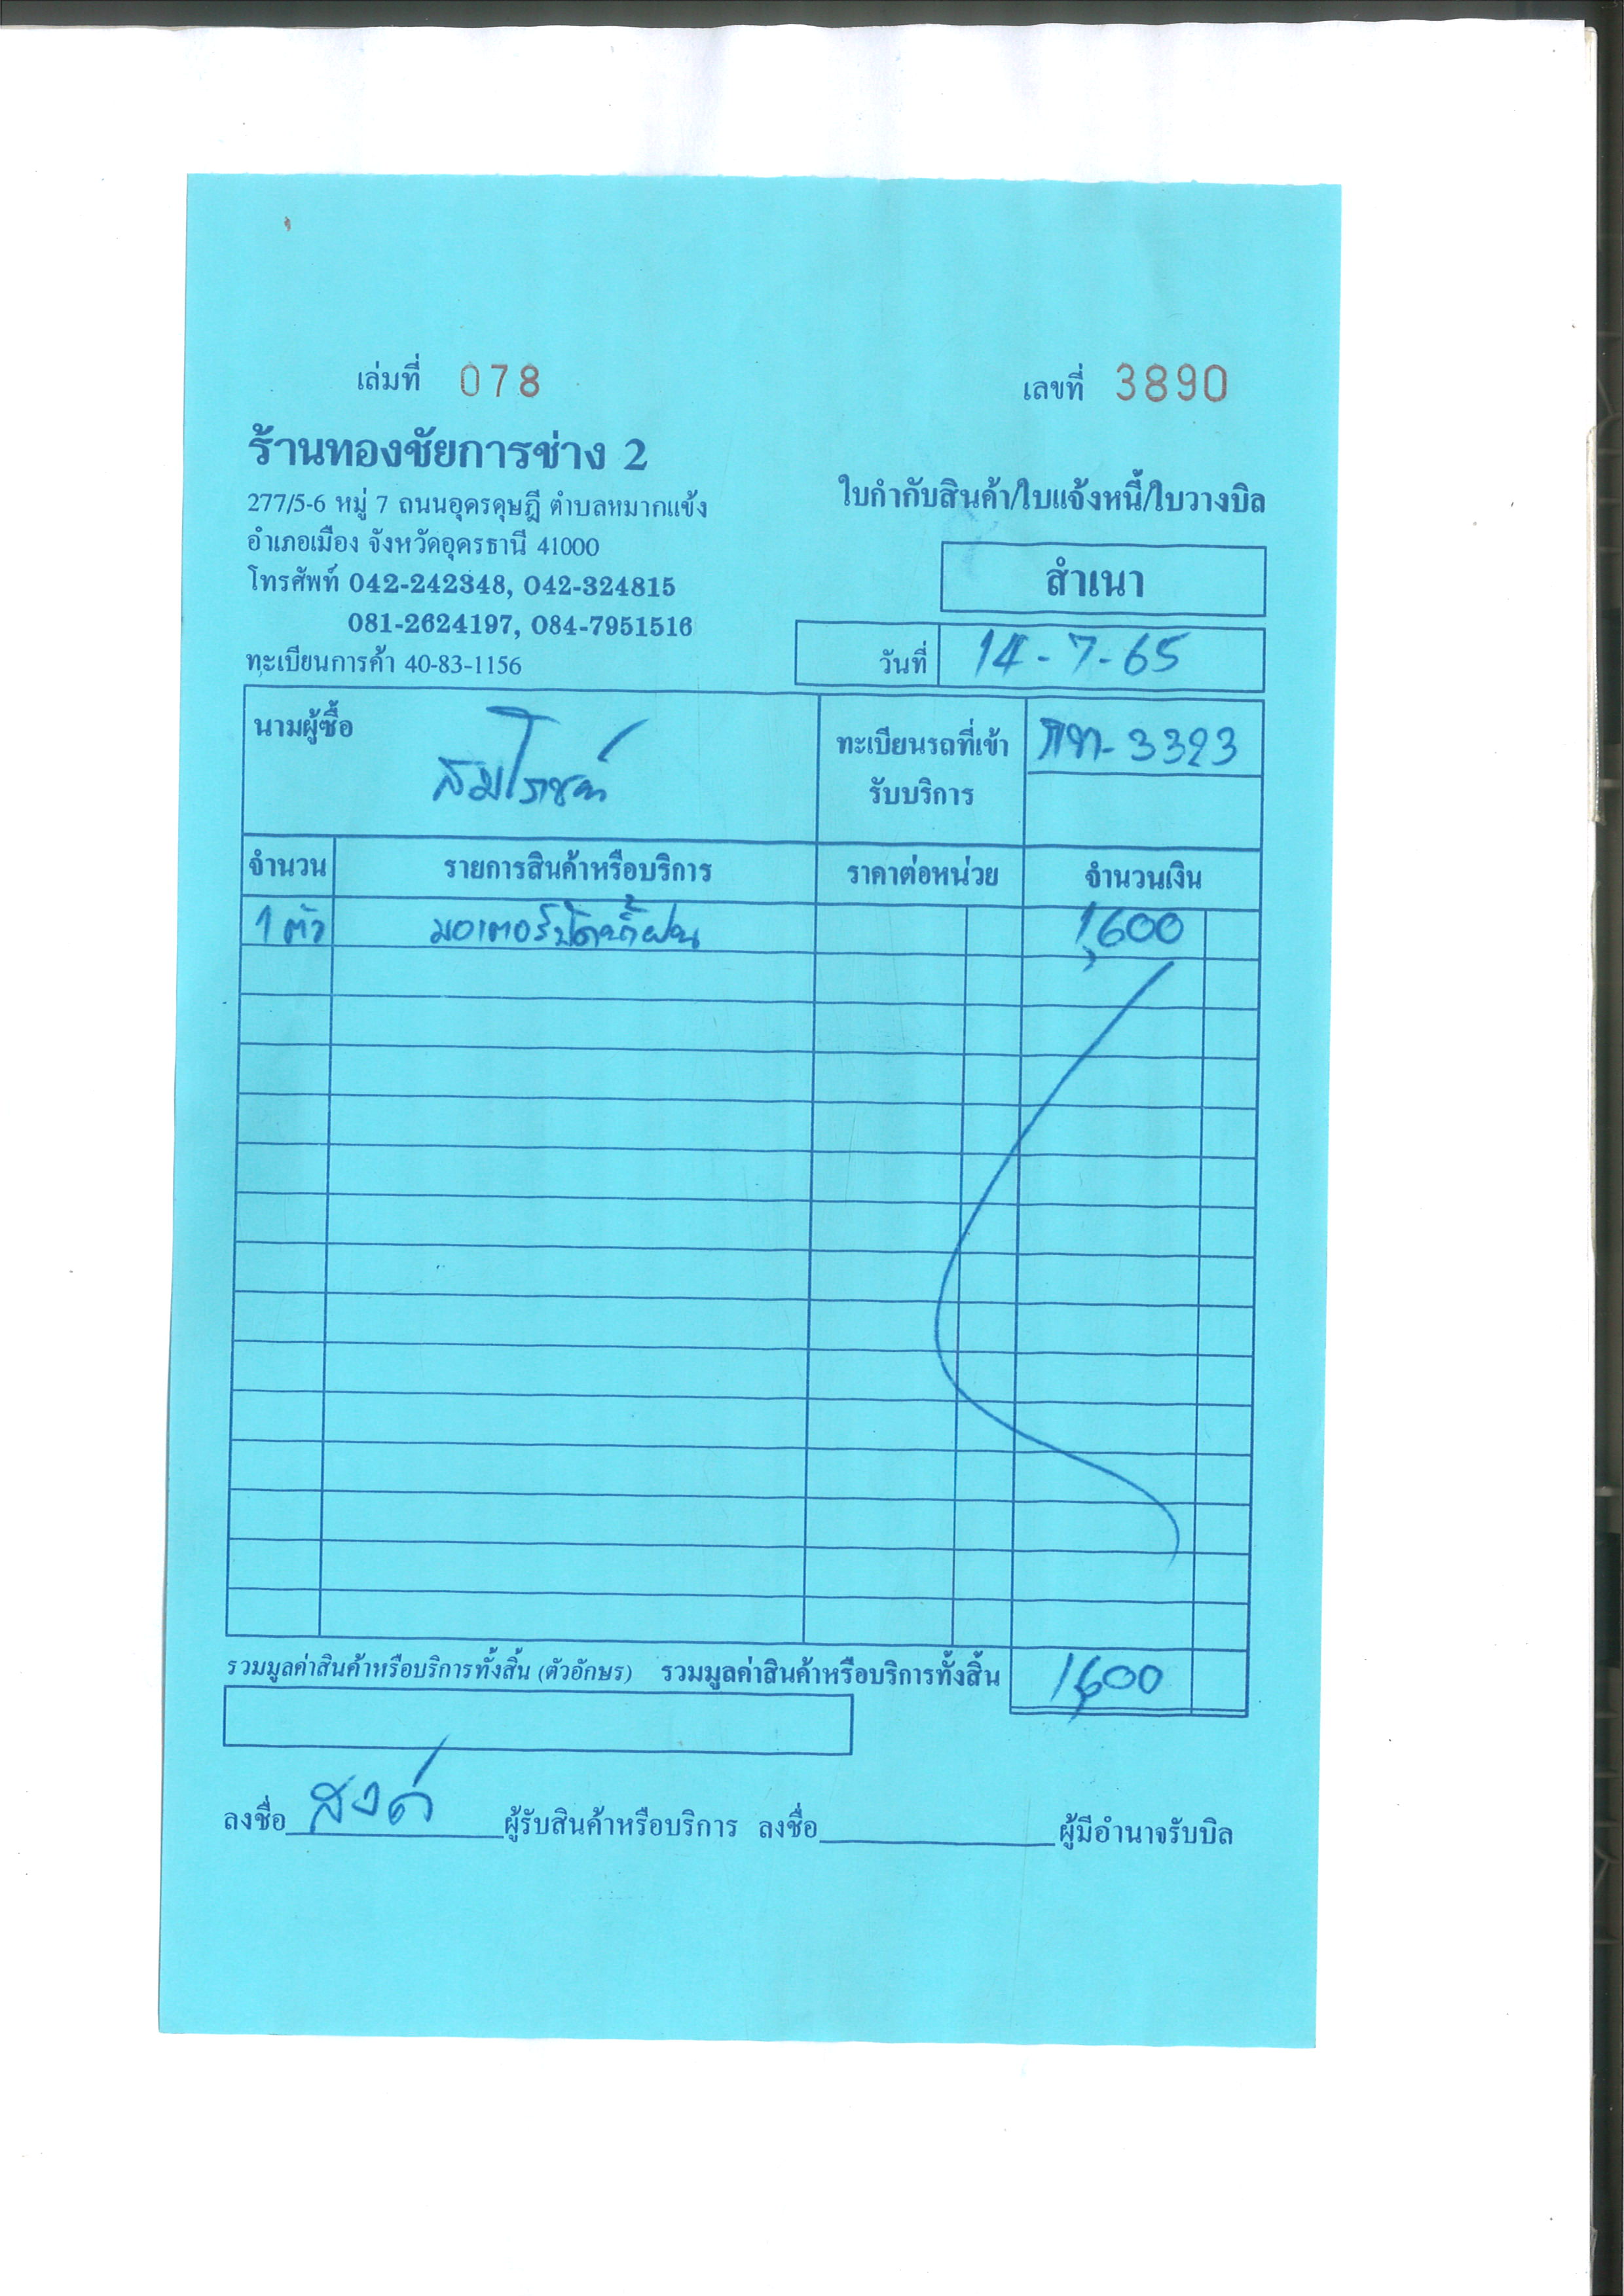 เล่มที่ 078
เลขที่ 3890
ร้านทองชัยการช่าง 2
277/5-6 หมู่ 7 ถนนอุดรดุษฎี ตำบลหมากแข้ง
อำเภอเมือง จังหวัดอุดรธานี 41000
โทรศัพท์ 042-242348, 042-324815
081-2624197, 084-7951516
ทะเบียนการค้า 40-83-1156
ใบกำกับสินค้า/ใบแจ้งหนี้/ใบวางบิล
สำเนา
วันที่ 14-7-65
นามผู้ซื้อ
ทะเบียนรถที่เข้า
รับบริการ
3323
จำนวน รายการสินค้าหรือบริการ ราคาต่อหน่วย จำนวนเงิน
1 ตัว มอเตอร์ปัดน้ำฝน 1,600
รวมมูลค่าสินค้าหรือบริการทั้งสิ้น (ตัวอักษร) รวมมูลค่าสินค้าหรือบริการทั้งสิ้น 1,600
ลงชื่อ ผู้รับสินค้าหรือบริการ ลงชื่อ ผู้มีอำนาจรับบิล